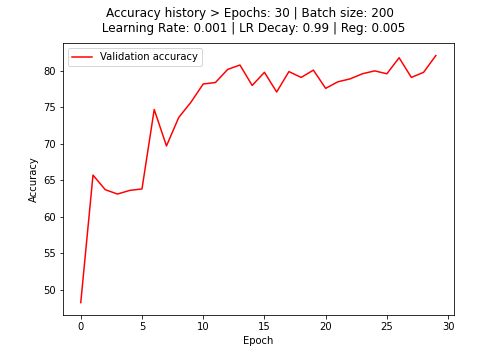 Accuracy history > Epochs: 30 | Batch size: 200
Learning Rate: 0.001 | LR Decay: 0.99 | Reg: 0.005
Validation accuracy
80
75
70
65
60
55
50
Accuracy
0 5 10 15 20 25 30
Epoch